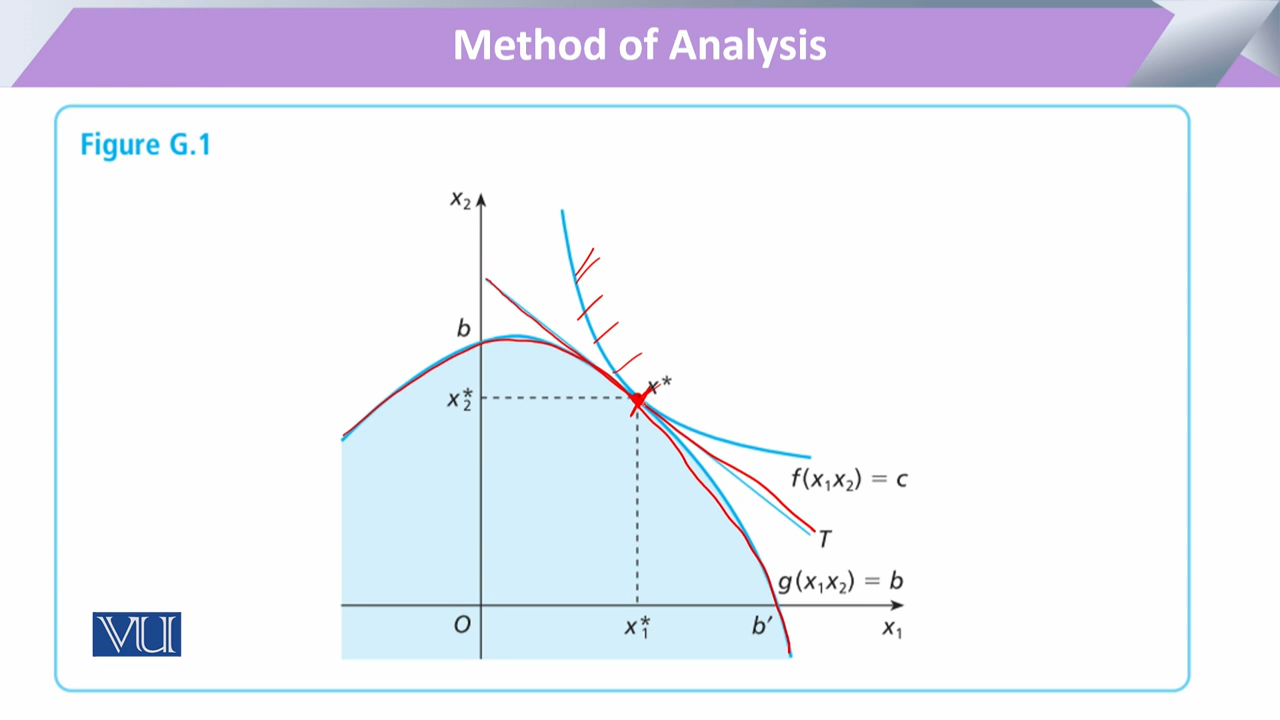 Method of Analysis
Figure G.1
x₂
b
x₂*
x*
f(x₁x₂) = c
T
g(x₁x₂) = b
O
x₁*
b′
x₁
VU